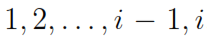 1, 2, . . . , i − 1, i